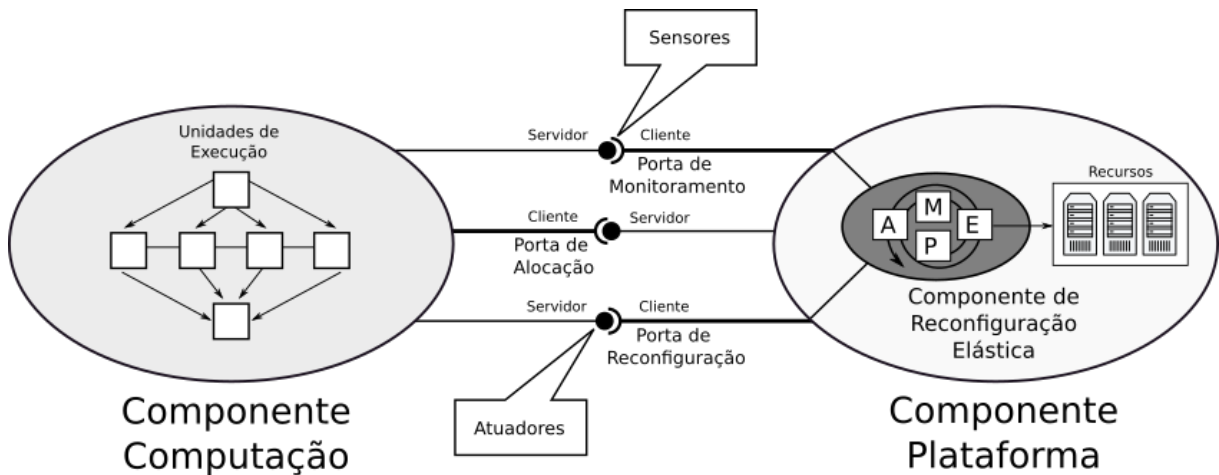 Sensores
Unidades de
Execução
Servidor
Cliente
Porta de
Monitoramento
Cliente
Servidor
Porta de
Alocação
Servidor
Cliente
Porta de
Reconfiguração
Atuadores
Recursos
A
M
P
E
Componente de
Reconfiguração
Elástica
Componente
Computação
Componente
Plataforma